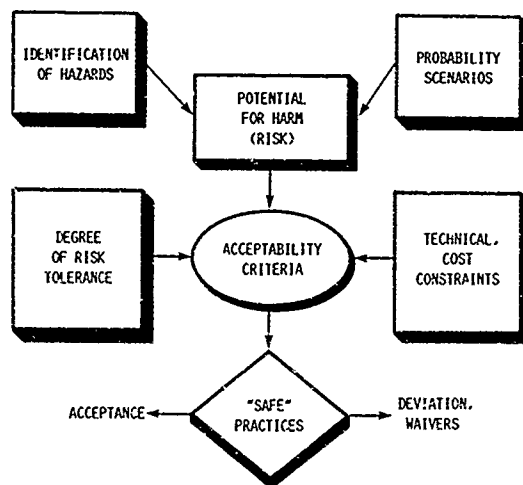 IDENTIFICATION
OF HAZARDS
PROBABILITY
SCENARIOS
POTENTIAL
FOR HARM
(RISK)
DEGREE
OF RISK
TOLERANCE
ACCEPTABILITY
CRITERIA
TECHNICAL,
COST
CONSTRAINTS
ACCEPTANCE
"SAFE"
PRACTICES
DEVIATION,
WAIVERS